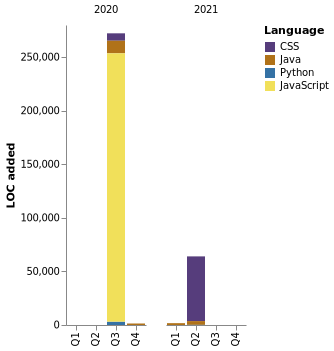 2020
2021
Language
CSS
Java
Python
JavaScript
LOC added
250,000
200,000
150,000
100,000
50,000
0
Q1
Q2
Q3
Q4
Q1
Q2
Q3
Q4